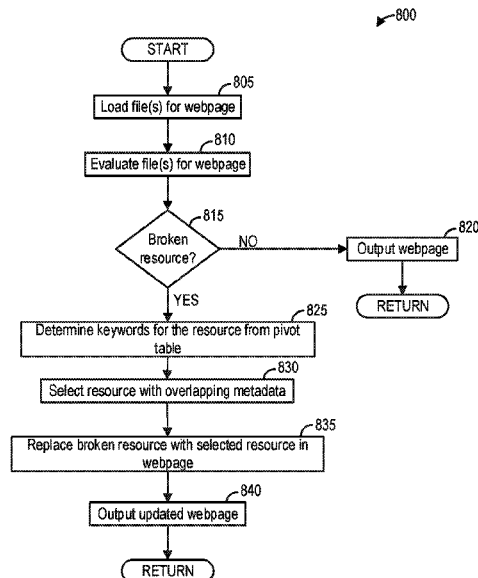 800
START
805
Load file(s) for webpage
810
Evaluate file(s) for webpage
815
Broken
resource?
NO
820
Output webpage
RETURN
YES
825
Determine keywords for the resource from pivot
table
830
Select resource with overlapping metadata
835
Replace broken resource with selected resource in
webpage
840
Output updated webpage
RETURN